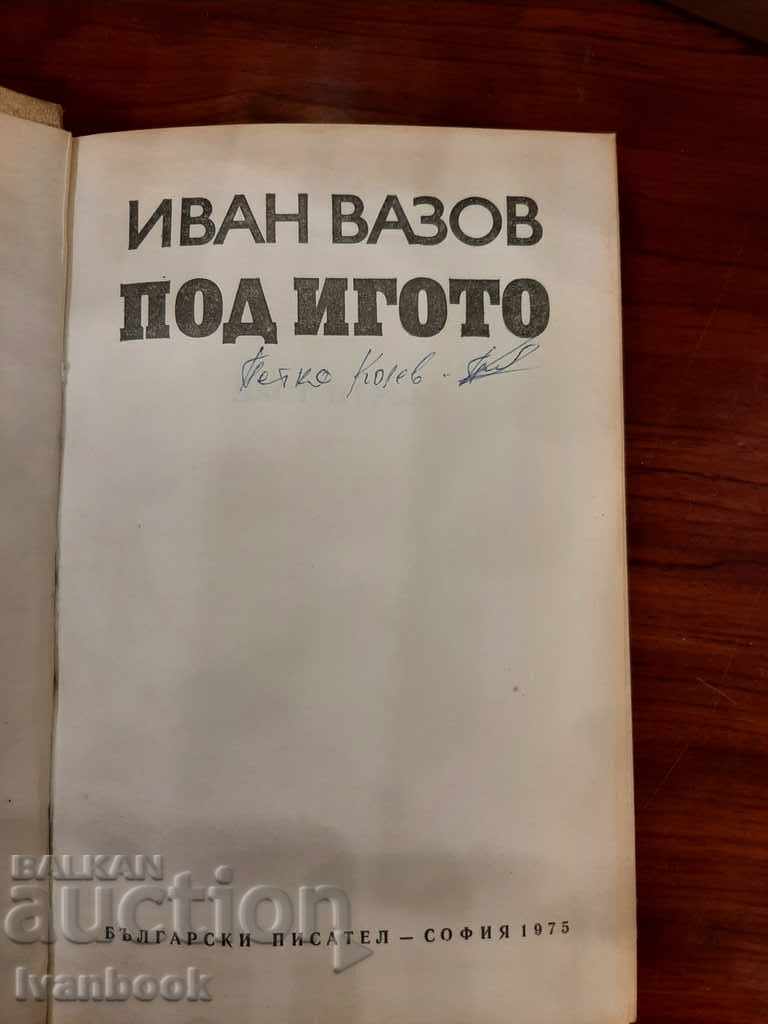 ИВАН ВАЗОВ
ПОД ИГОТО
Петко Колев -
БЪЛГАРСКИ ПИСАТЕЛ — СОФИЯ 1975
BALKAN
auction
Ivanbook